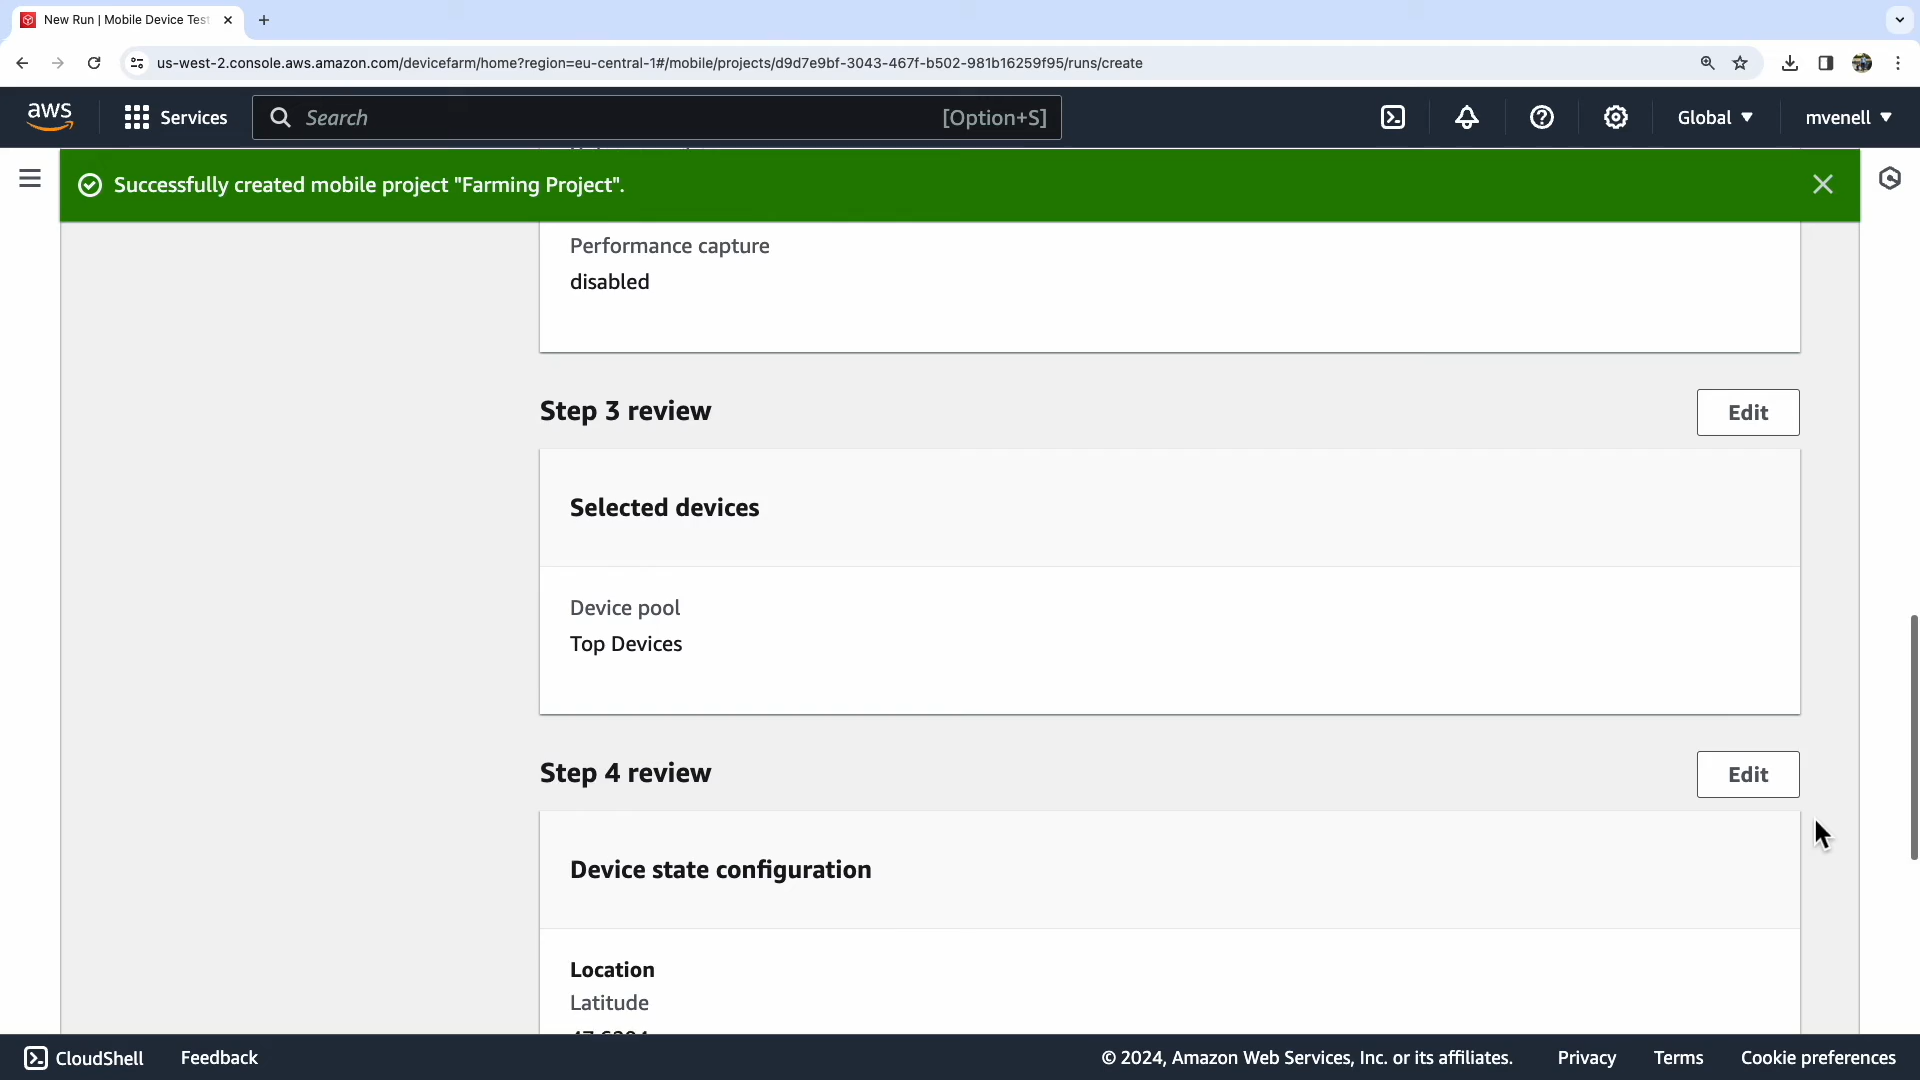 New Run | Mobile Device Test
us-west-2.console.aws.amazon.com/devicefarm/home?region=eu-central-1#/mobile/projects/d9d7e9bf-3043-467f-b502-981b16259f95/runs/create
aws
Services
Search
[Option+S]
Global
mvenell
Successfully created mobile project "Farming Project".
Performance capture
disabled
Step 3 review
Edit
Selected devices
Device pool
Top Devices
Step 4 review
Edit
Device state configuration
Location
Latitude
CloudShell
Feedback
© 2024, Amazon Web Services, Inc. or its affiliates.
Privacy
Terms
Cookie preferences